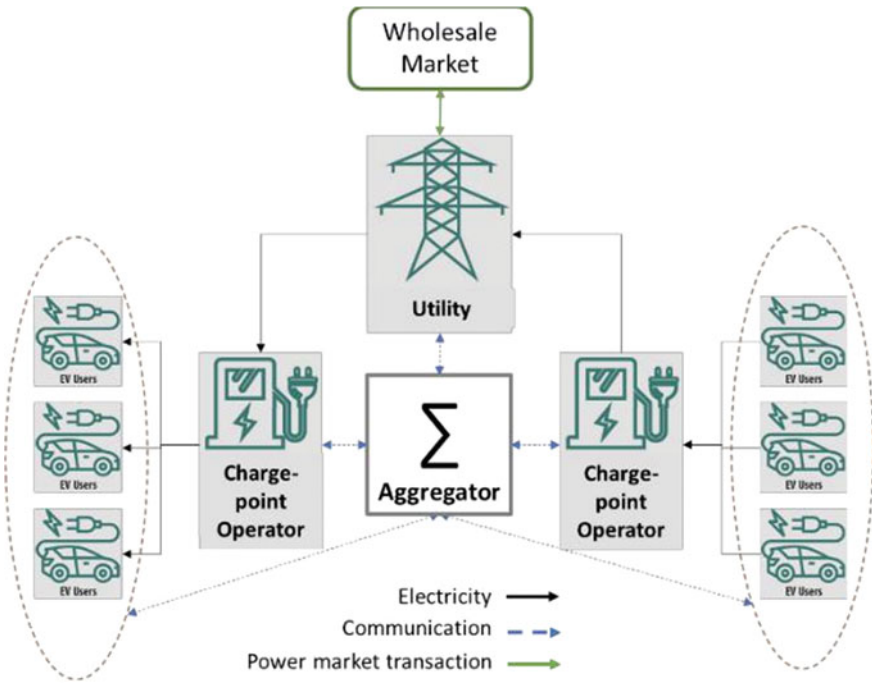 Wholesale
Market
Utility
EV Users
EV Users
EV Users
EV Users
EV Users
EV Users
Charge-
point
Operator
Σ
Aggregator
Charge-
point
Operator
Electricity
Communication
Power market transaction